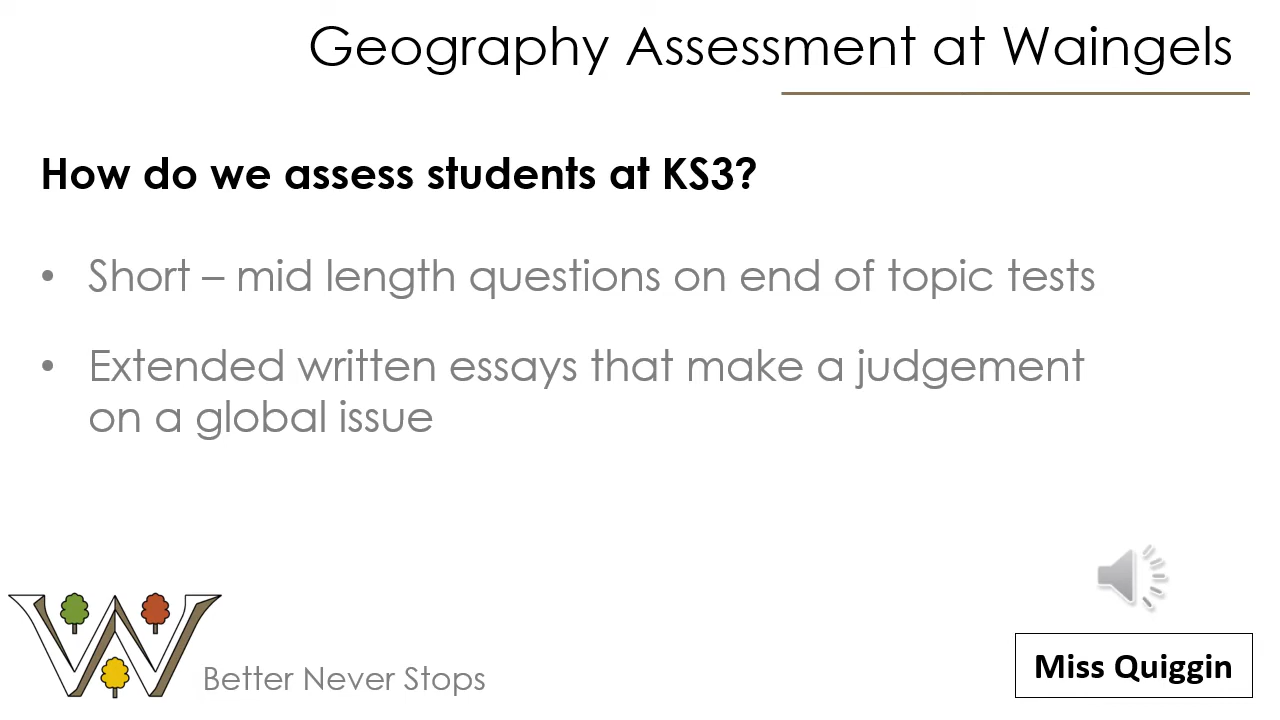 Geography Assessment at Waingels
How do we assess students at KS3?
• Short – mid length questions on end of topic tests
• Extended written essays that make a judgement
on a global issue
Better Never Stops
Miss Quiggin